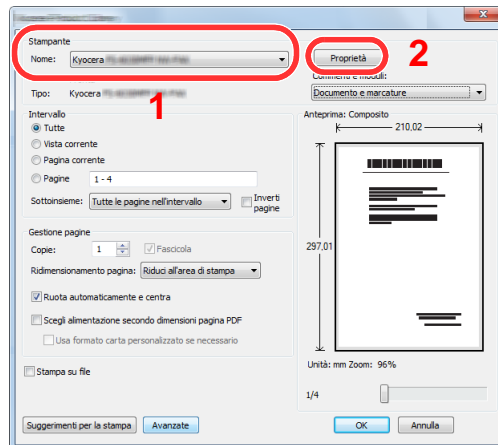 Stampante
Nome: Kyocera
Proprietà
2
Commenti e moduli:
Tipo: Kyocera
1
Documento e marcature
Intervallo
Tutte
Vista corrente
Pagina corrente
Pagine 1 - 4
Sottoinsieme: Tutte le pagine nell'intervallo
Inverti
pagine
Anteprima: Composito
210,02
297,01
Gestione pagine
Copie: 1 Fascicola
Ridimensionamento pagina: Riduci all'area di stampa
Ruota automaticamente e centra
Scegli alimentazione secondo dimensioni pagina PDF
Usa formato carta personalizzato se necessario
Unità: mm Zoom: 96%
Stampa su file
1/4
Suggerimenti per la stampa
Avanzate
OK
Annulla